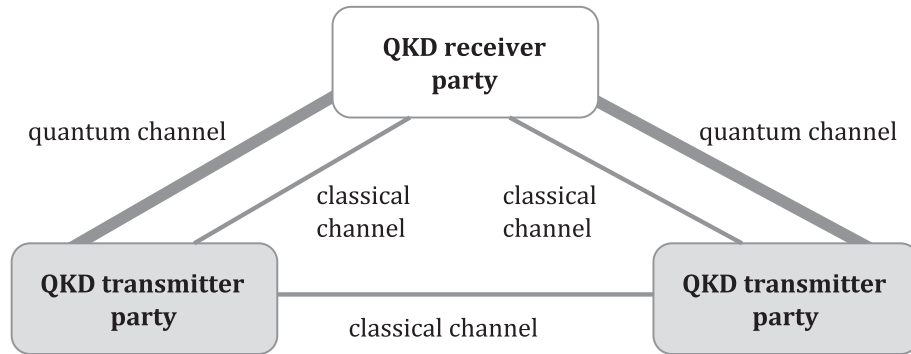 QKD receiver
party
quantum channel
quantum channel
classical
channel
classical
channel
QKD transmitter
party
QKD transmitter
party
classical channel